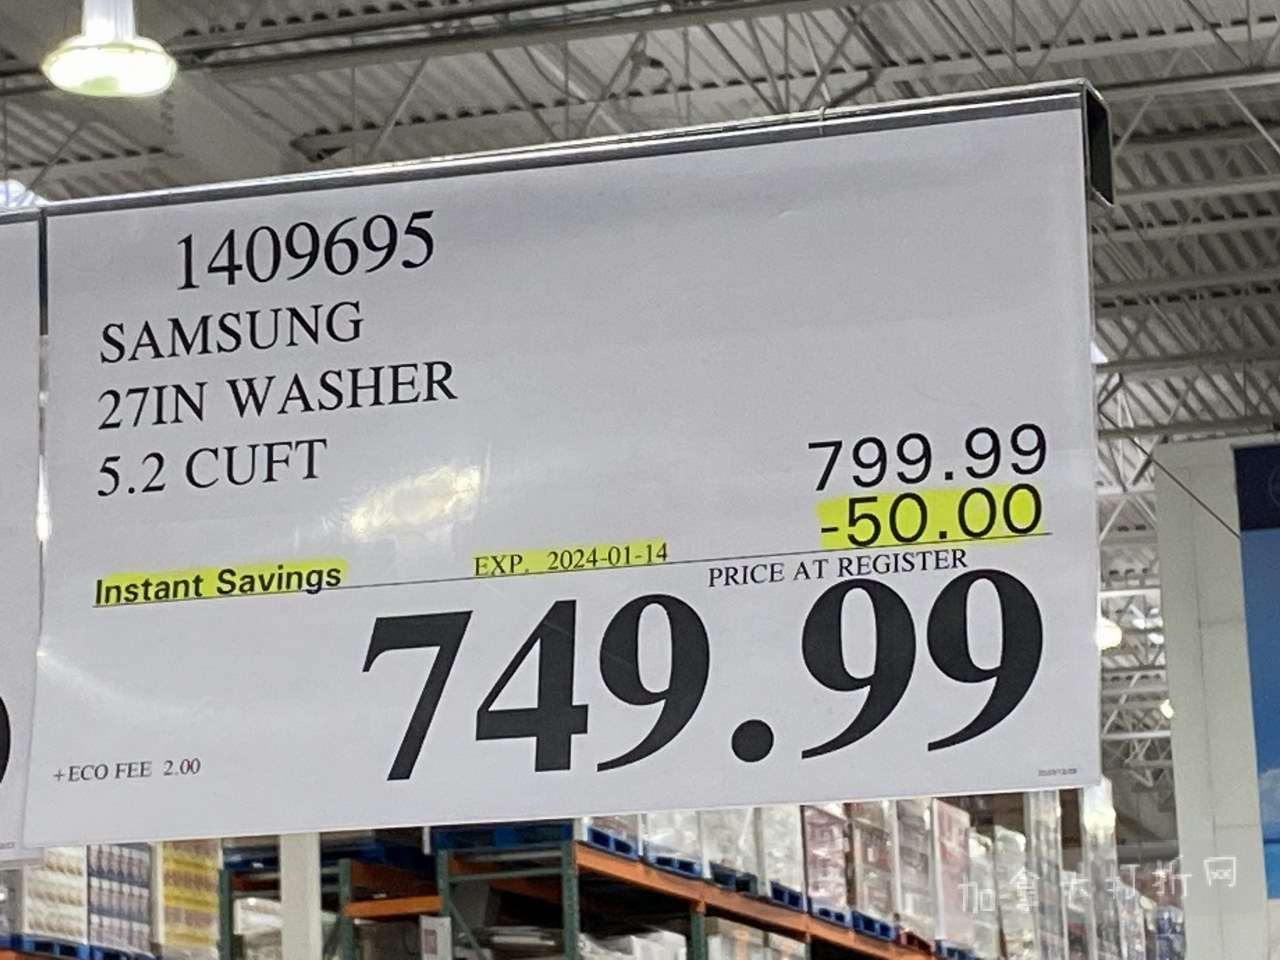 1409695
SAMSUNG
27IN WASHER
5.2 CUFT
799.99
-50.00
Instant Savings EXP. 2024-01-14 PRICE AT REGISTER
749.99
+ECO FEE 2.00
加拿大打折网